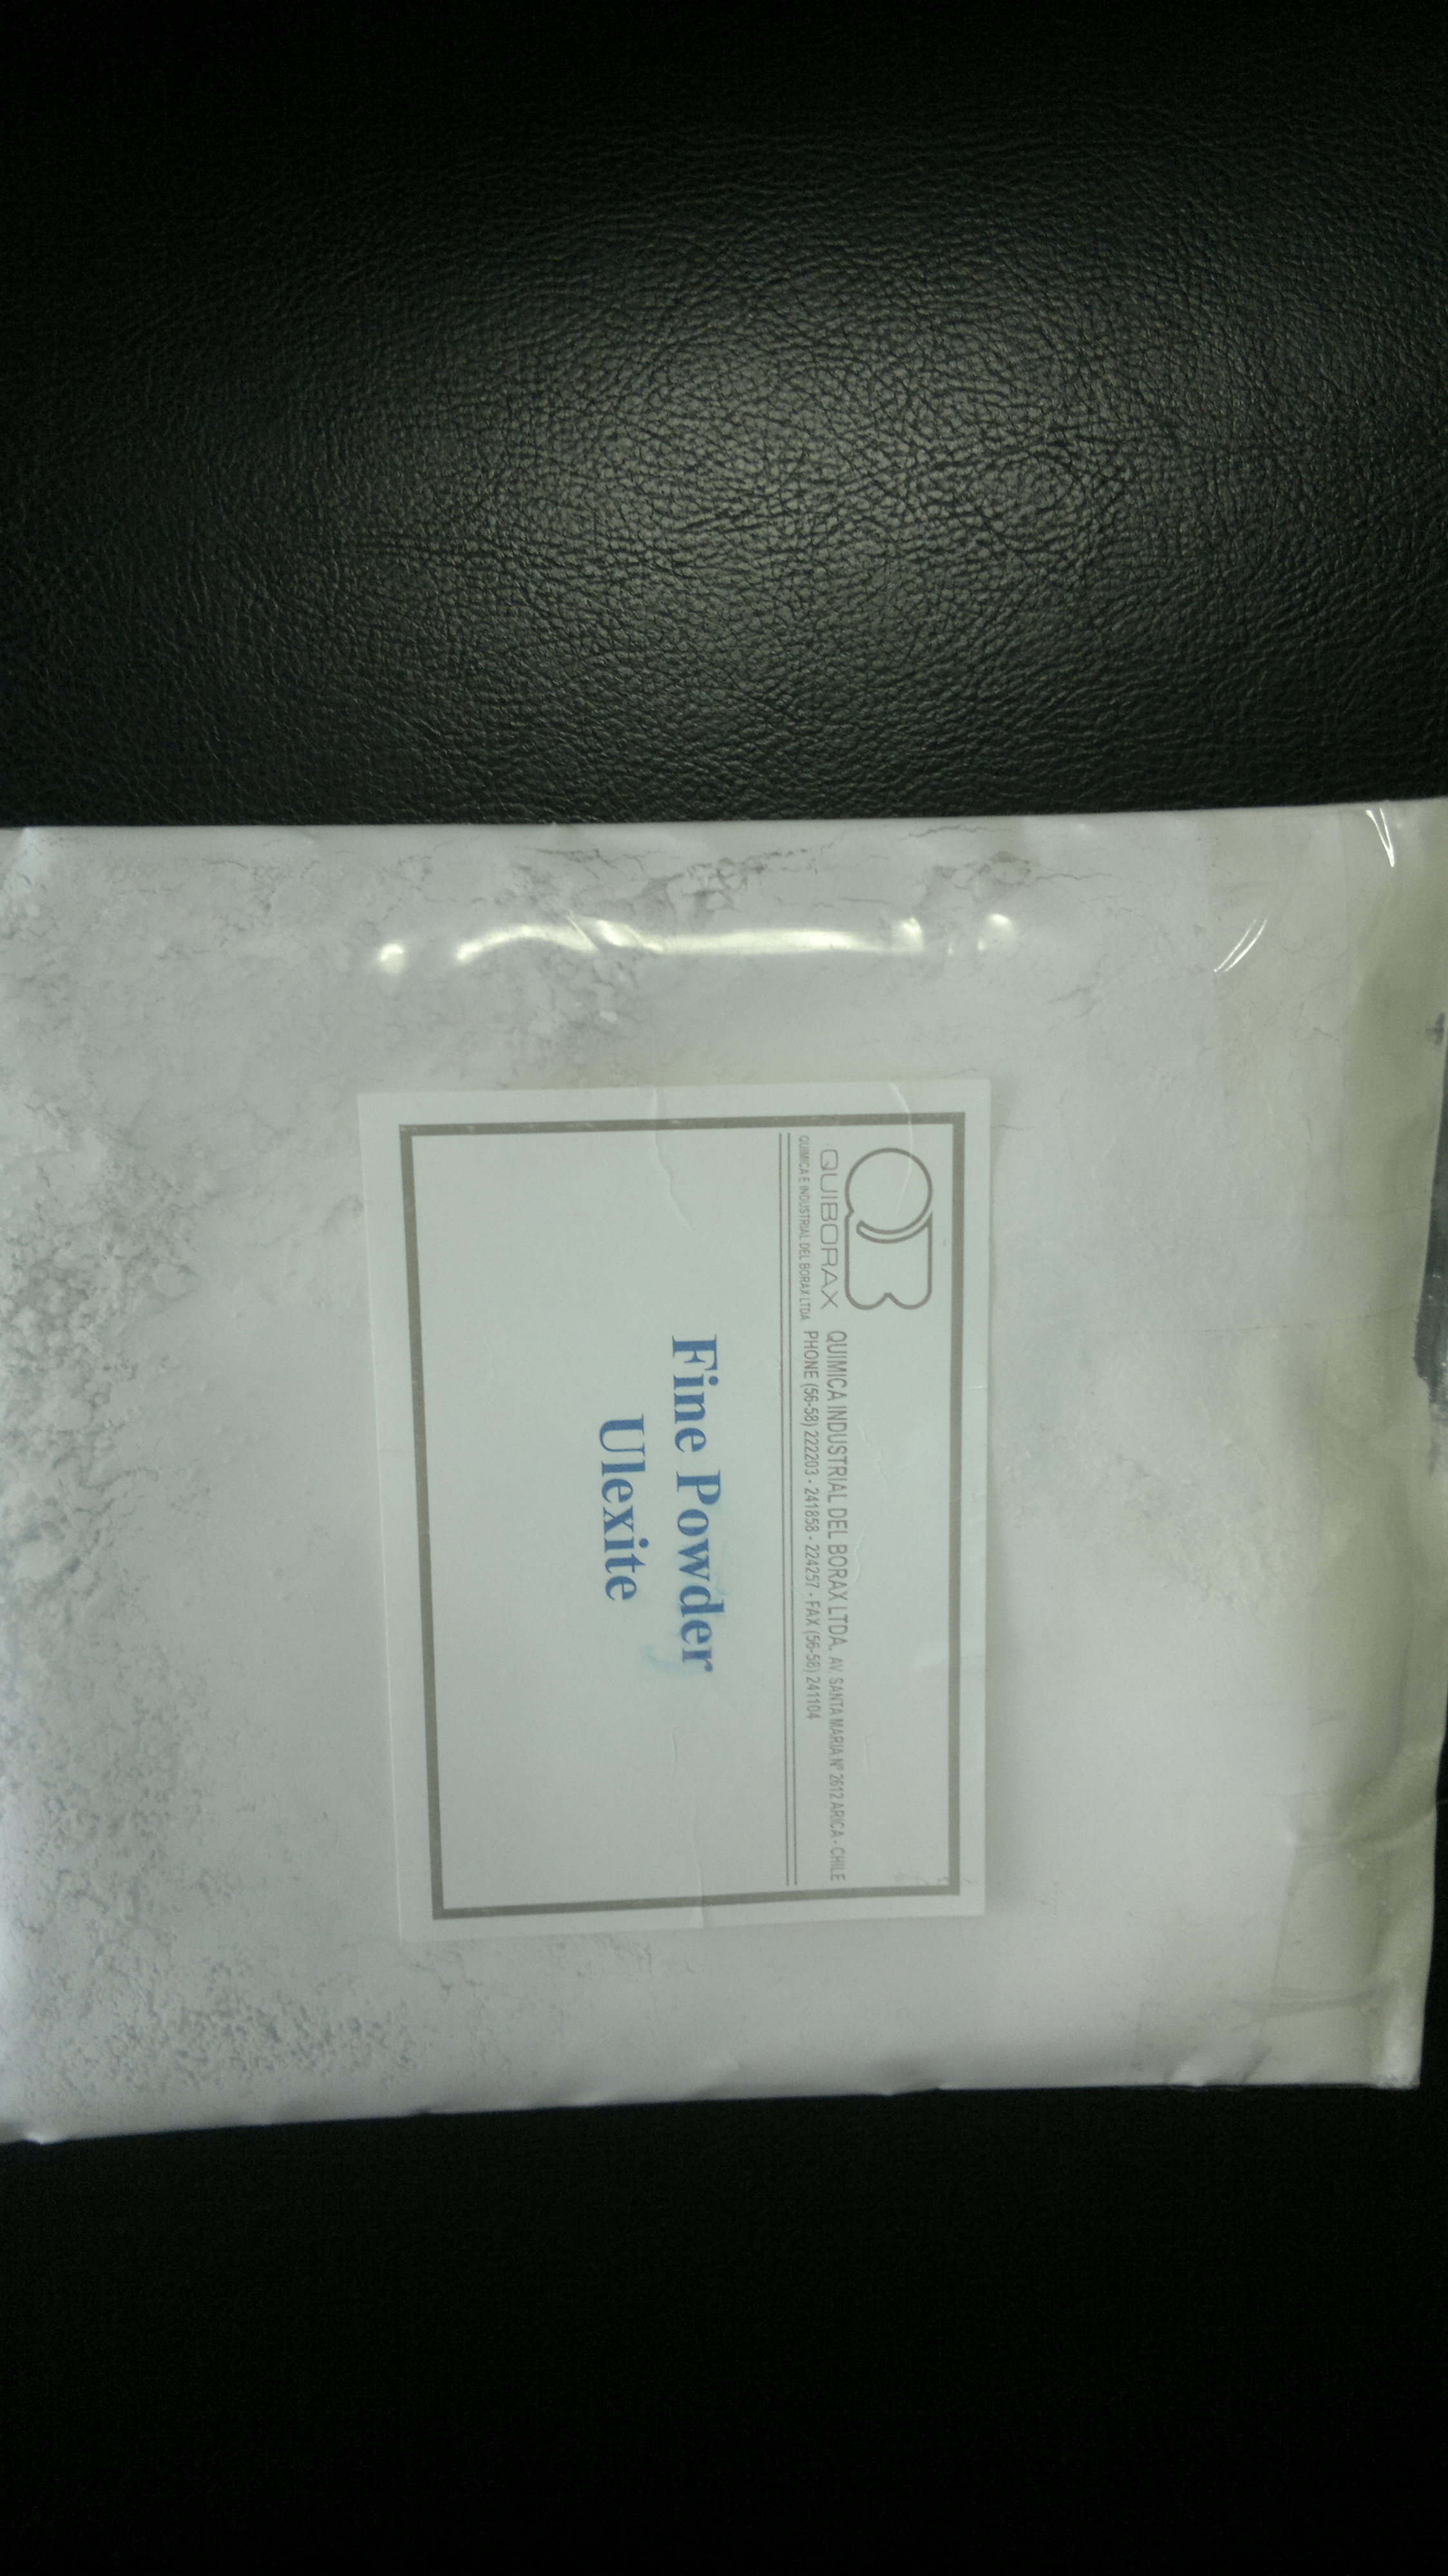 QB
QUIBORAX
QUIMICA E INDUSTRIAL DEL BORAX LTDA.
QUIMICA INDUSTRIAL DEL BORAX LTDA. AV. SANTA MARIA Nº 2612 ARICA - CHILE
PHONE (56-58) 222203 - 241858 - 224257 - FAX (56-58) 241104
Fine Powder
Ulexite